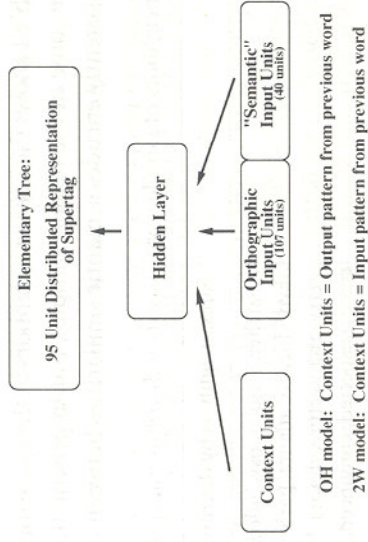 Elementary Tree:
95 Unit Distributed Representation
of Supertag
Hidden Layer
Context Units
Orthographic
Input Units
(107 units)
"Semantic"
Input Units
(40 units)
OH model: Context Units = Output pattern from previous word
2W model: Context Units = Input pattern from previous word